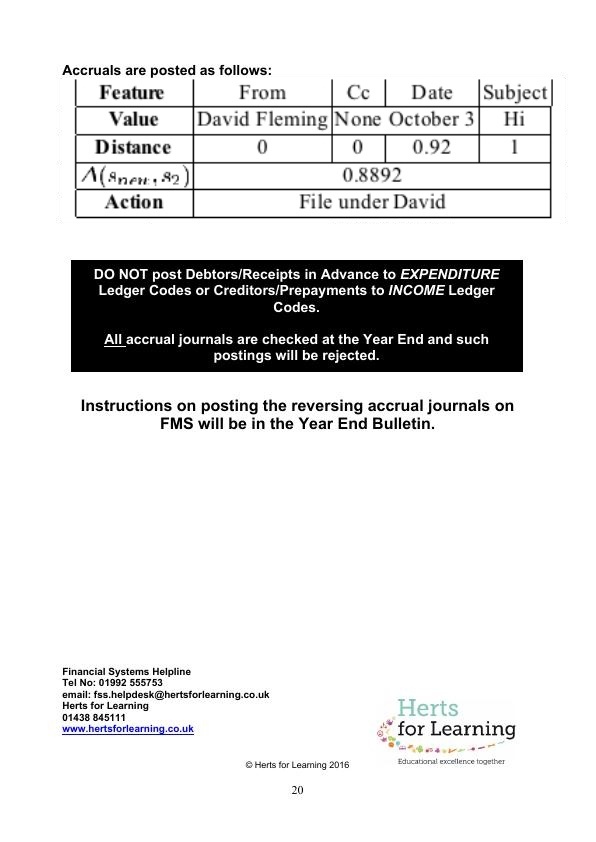 Accruals are posted as follows:
Feature From Cc Date Subject
Value David Fleming None October 3 Hi
Distance 0 0 0.92 1
Λ(snew, s2) 0.8892
Action File under David
DO NOT post Debtors/Receipts in Advance to EXPENDITURE
Ledger Codes or Creditors/Prepayments to INCOME Ledger
Codes.
All accrual journals are checked at the Year End and such
postings will be rejected.
Instructions on posting the reversing accrual journals on
FMS will be in the Year End Bulletin.
Financial Systems Helpline
Tel No: 01992 555753
email: fss.helpdesk@hertsforlearning.co.uk
Herts for Learning
01438 845111
www.hertsforlearning.co.uk
Herts
for Learning
Educational excellence together
© Herts for Learning 2016
20